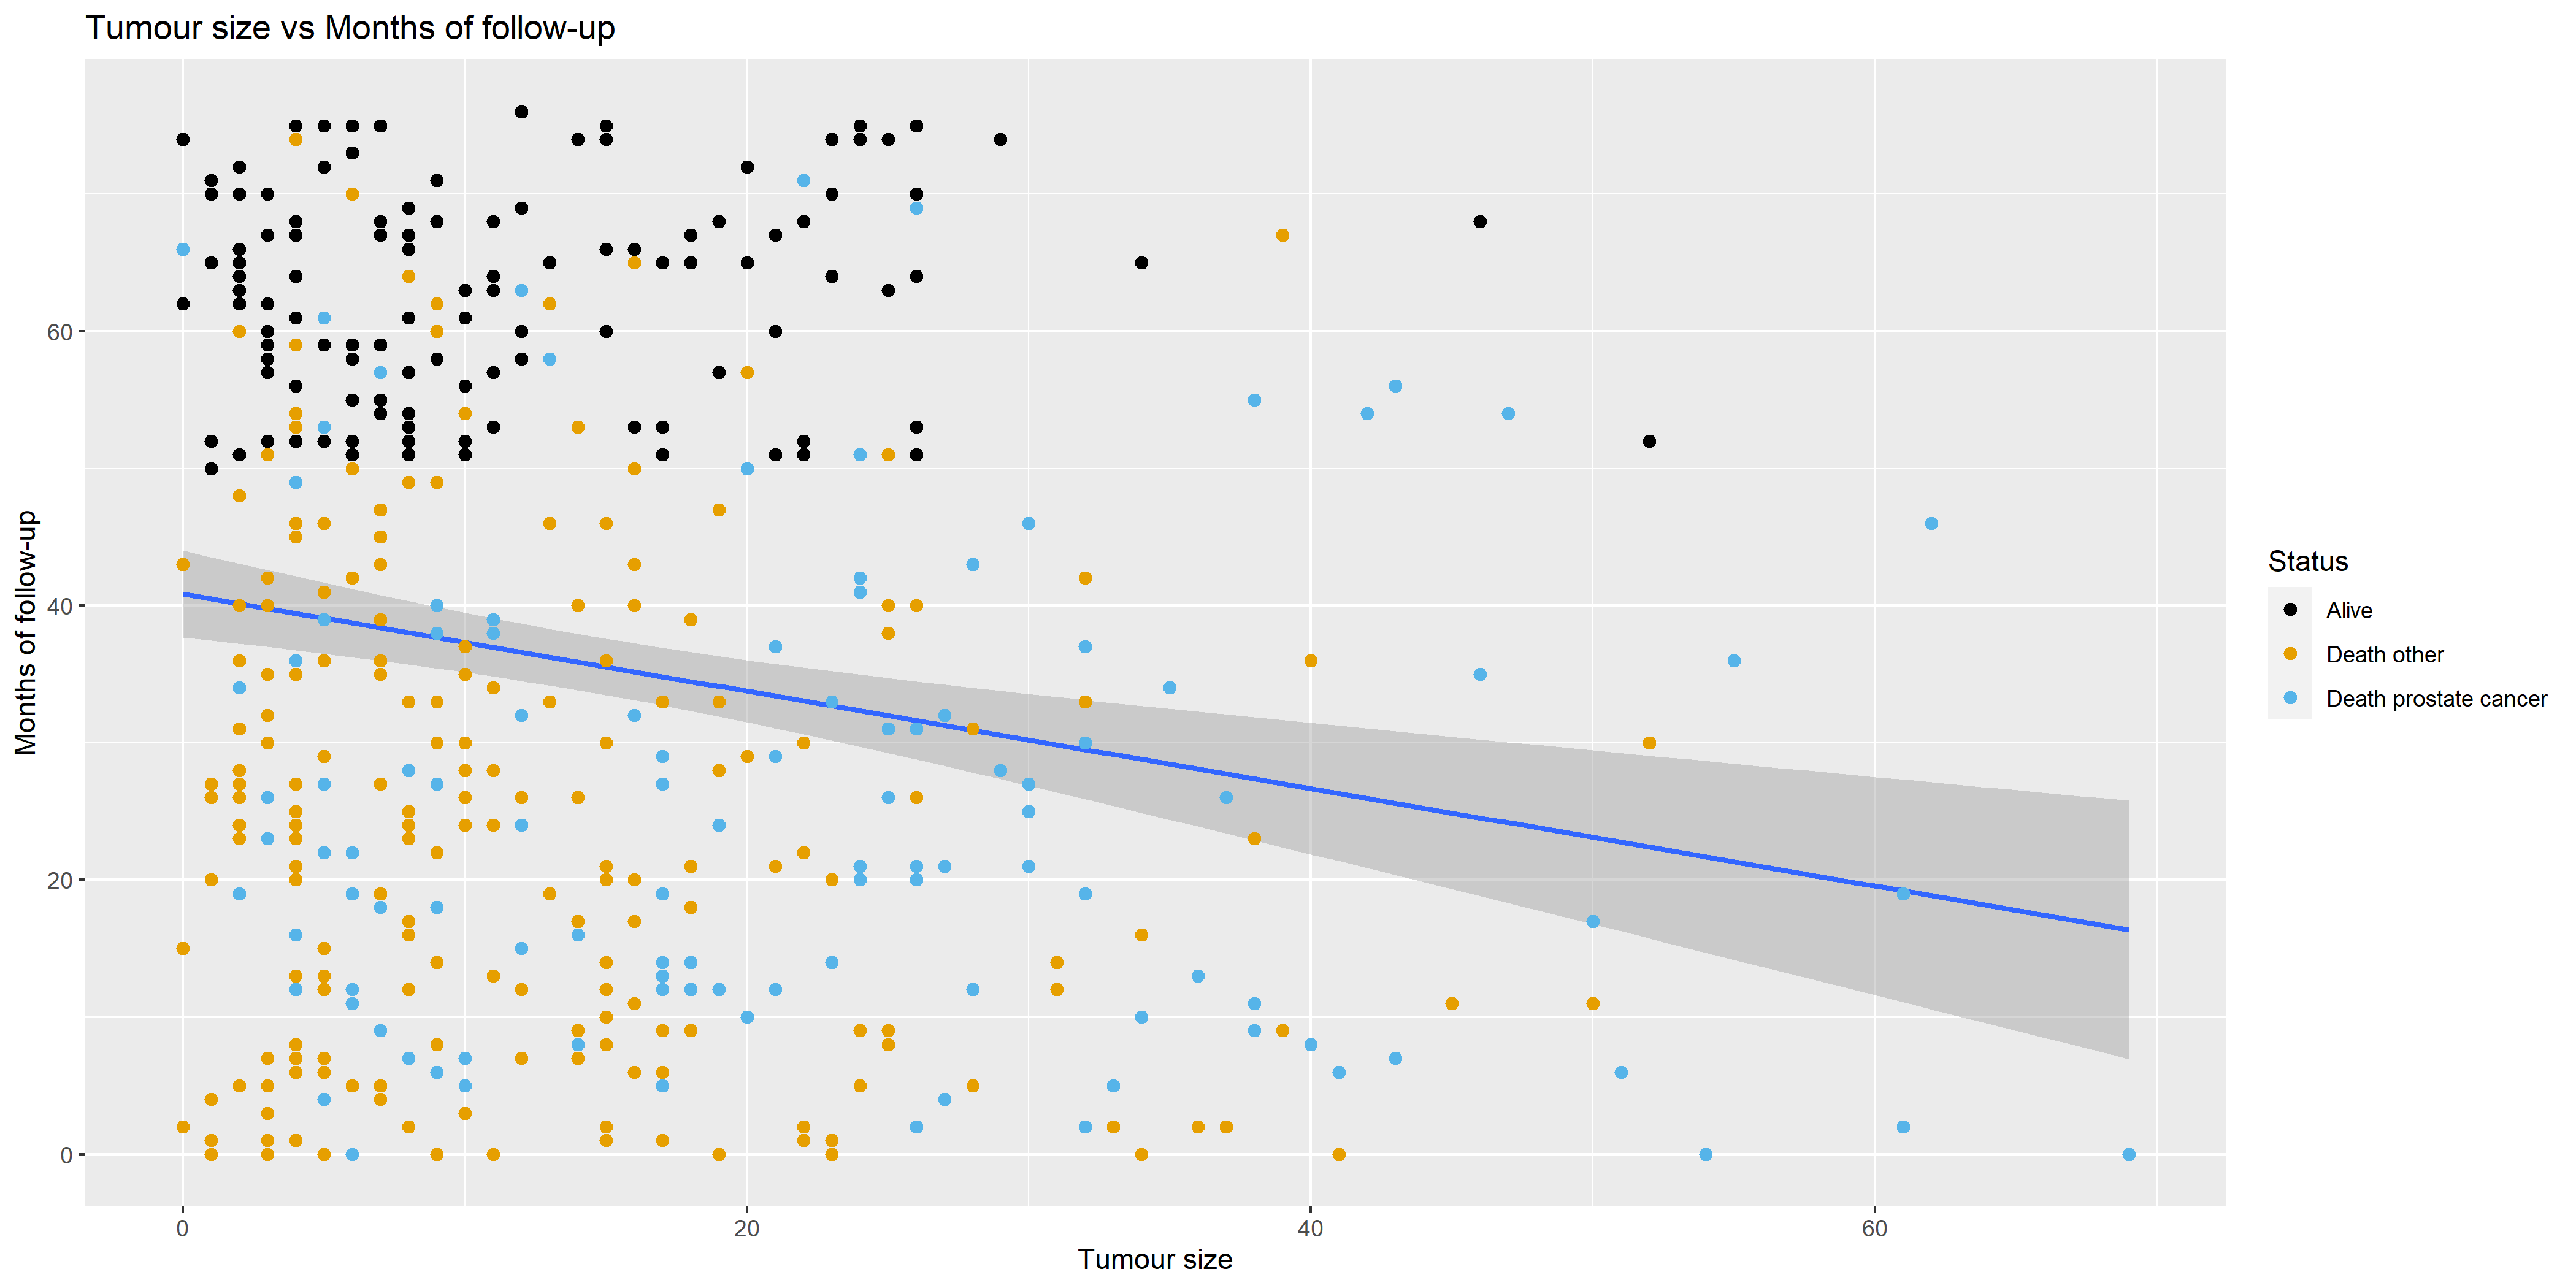 Tumour size vs Months of follow-up
Months of follow-up
60
40
20
0
0 20 40 60
Tumour size
Status
Alive
Death other
Death prostate cancer